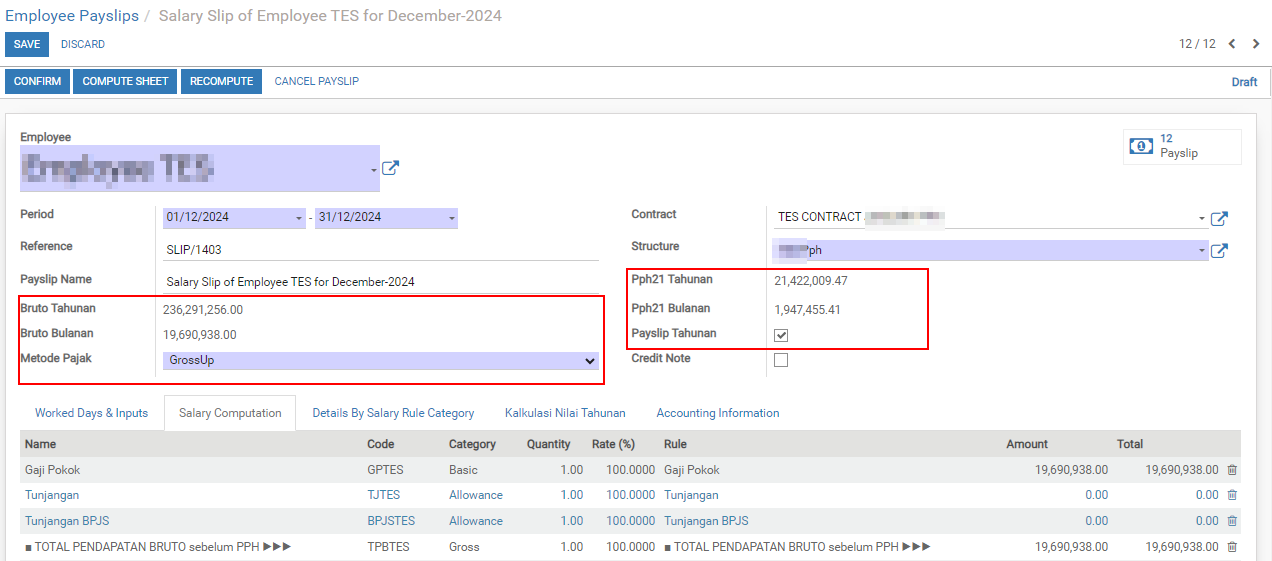 Employee Payslips / Salary Slip of Employee TES for December-2024
SAVE DISCARD 12 / 12
CONFIRM COMPUTE SHEET RECOMPUTE CANCEL PAYSLIP Draft
Employee
12
Payslip
Period 01/12/2024 - 31/12/2024
Reference SLIP/1403
Payslip Name Salary Slip of Employee TES for December-2024
Bruto Tahunan 236,291,256.00
Bruto Bulanan 19,690,938.00
Metode Pajak GrossUp
Contract TES CONTRACT
Structure
Pph21 Tahunan 21,422,009.47
Pph21 Bulanan 1,947,455.41
Payslip Tahunan
Credit Note
Worked Days & Inputs Salary Computation Details By Salary Rule Category Kalkulasi Nilai Tahunan Accounting Information
Name Code Category Quantity Rate (%) Rule Amount Total
Gaji Pokok GPTES Basic 1.00 100.0000 Gaji Pokok 19,690,938.00 19,690,938.00
Tunjangan TJTES Allowance 1.00 100.0000 Tunjangan 0.00 0.00
Tunjangan BPJS BPJSTES Allowance 1.00 100.0000 Tunjangan BPJS 0.00 0.00
■ TOTAL PENDAPATAN BRUTO sebelum PPH ►►► TPBTES Gross 1.00 100.0000 ■ TOTAL PENDAPATAN BRUTO sebelum PPH ►►► 19,690,938.00 19,690,938.00